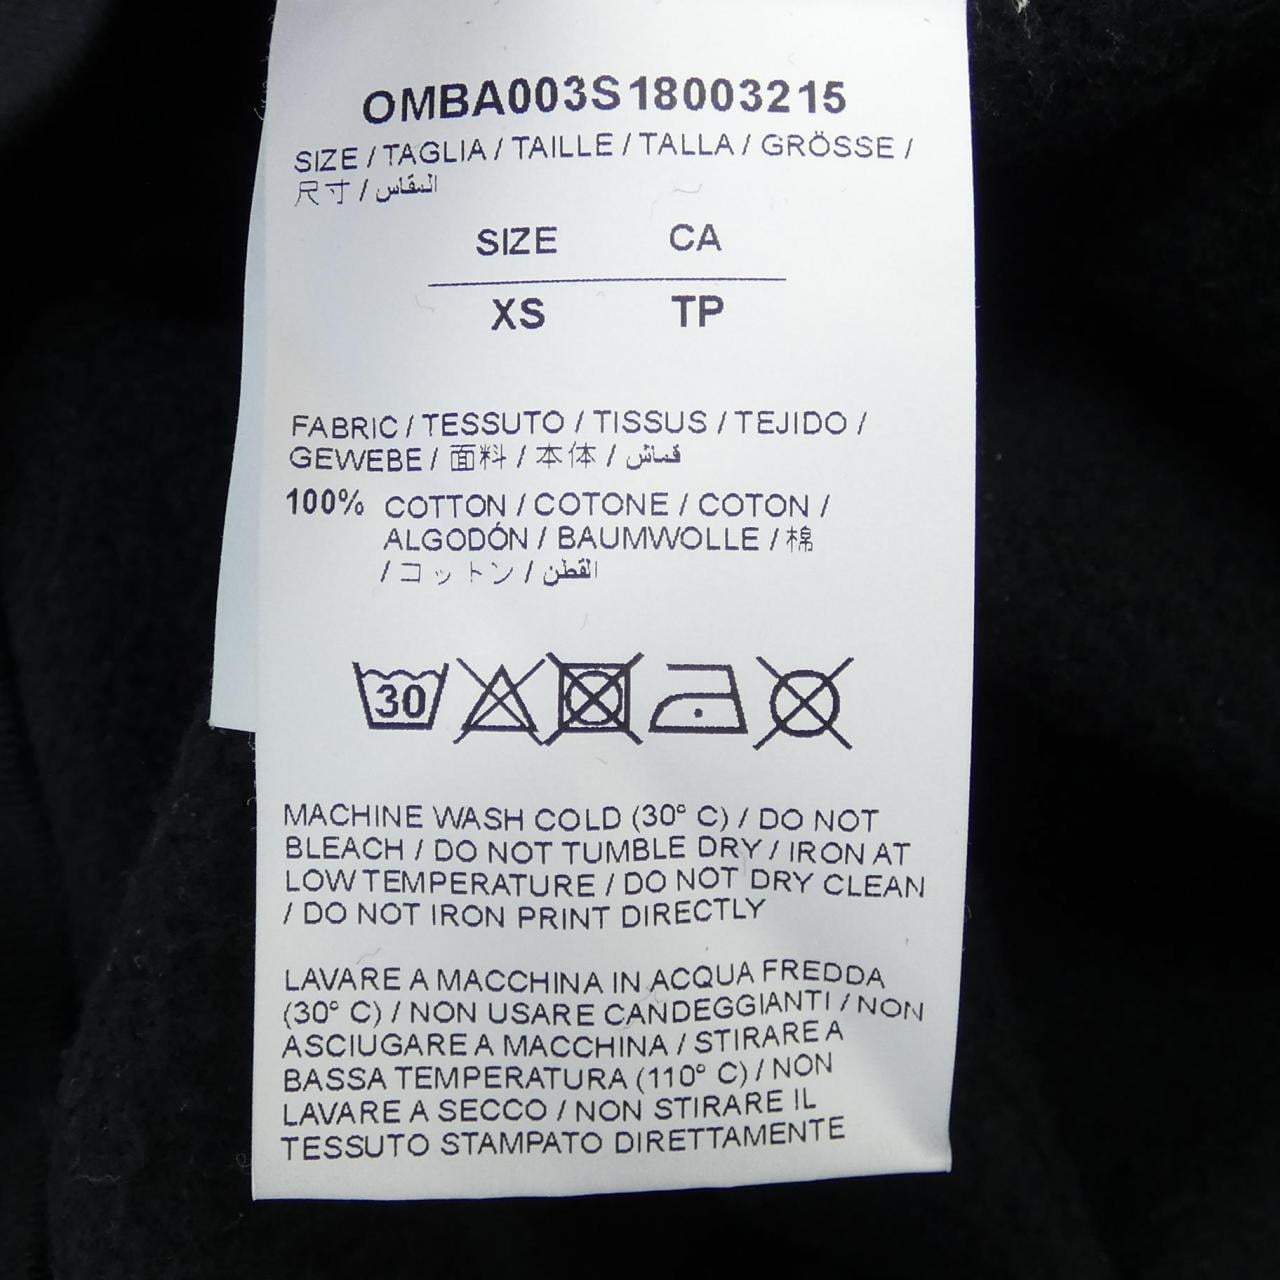 OMBA003S18003215
SIZE / TAGLIA / TAILLE / TALLA / GRÖSSE /
尺寸 / المقاس
SIZE CA
XS TP
FABRIC / TESSUTO / TISSUS / TEJIDO /
GEWEBE / 面料 / 本体 / قماش
100% COTTON / COTONE / COTON /
ALGODÓN / BAUMWOLLE / 棉
/ コットン / القطن
30
MACHINE WASH COLD (30° C) / DO NOT
BLEACH / DO NOT TUMBLE DRY / IRON AT
LOW TEMPERATURE / DO NOT DRY CLEAN
/ DO NOT IRON PRINT DIRECTLY
LAVARE A MACCHINA IN ACQUA FREDDA
(30° C) / NON USARE CANDEGGIANTI / NON
ASCIUGARE A MACCHINA / STIRARE A
BASSA TEMPERATURA (110° C) / NON
LAVARE A SECCO / NON STIRARE IL
TESSUTO STAMPATO DIRETTAMENTE